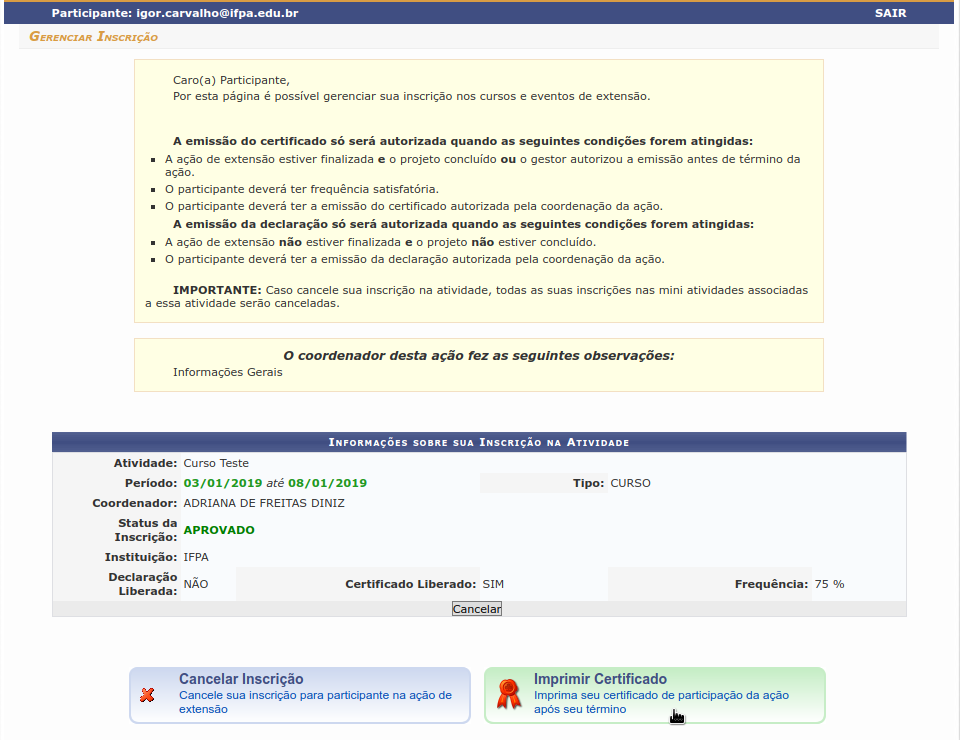 Participante: igor.carvalho@ifpa.edu.br SAIR
Gerenciar Inscrição
Caro(a) Participante,
Por esta página é possível gerenciar sua inscrição nos cursos e eventos de extensão.
A emissão do certificado só será autorizada quando as seguintes condições forem atingidas:
A ação de extensão estiver finalizada e o projeto concluído ou o gestor autorizou a emissão antes de término da
ação.
O participante deverá ter frequência satisfatória.
O participante deverá ter a emissão do certificado autorizada pela coordenação da ação.
A emissão da declaração só será autorizada quando as seguintes condições forem atingidas:
A ação de extensão não estiver finalizada e o projeto não estiver concluído.
O participante deverá ter a emissão da declaração autorizada pela coordenação da ação.
IMPORTANTE: Caso cancele sua inscrição na atividade, todas as suas inscrições nas mini atividades associadas
a essa atividade serão canceladas.
O coordenador desta ação fez as seguintes observações:
Informações Gerais
Informações sobre sua Inscrição na Atividade
Atividade: Curso Teste
Período: 03/01/2019 até 08/01/2019 Tipo: CURSO
Coordenador: ADRIANA DE FREITAS DINIZ
Status da
Inscrição: APROVADO
Instituição: IFPA
Declaração
Liberada: NÃO Certificado Liberado: SIM Frequência: 75 %
Cancelar
Cancelar Inscrição
Cancele sua inscrição para participante na ação de
extensão
Imprimir Certificado
Imprima seu certificado de participação da ação
após seu término